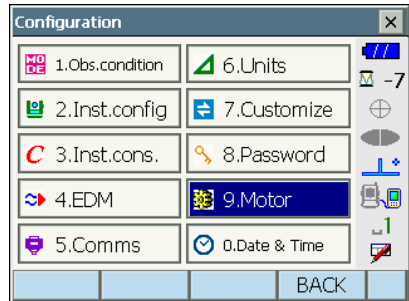 Configuration
MODE 1.Obs.condition
2.Inst.config
C 3.Inst.cons.
4.EDM
5.Comms
6.Units
7.Customize
8.Password
9.Motor
0.Date & Time
-7
1
BACK